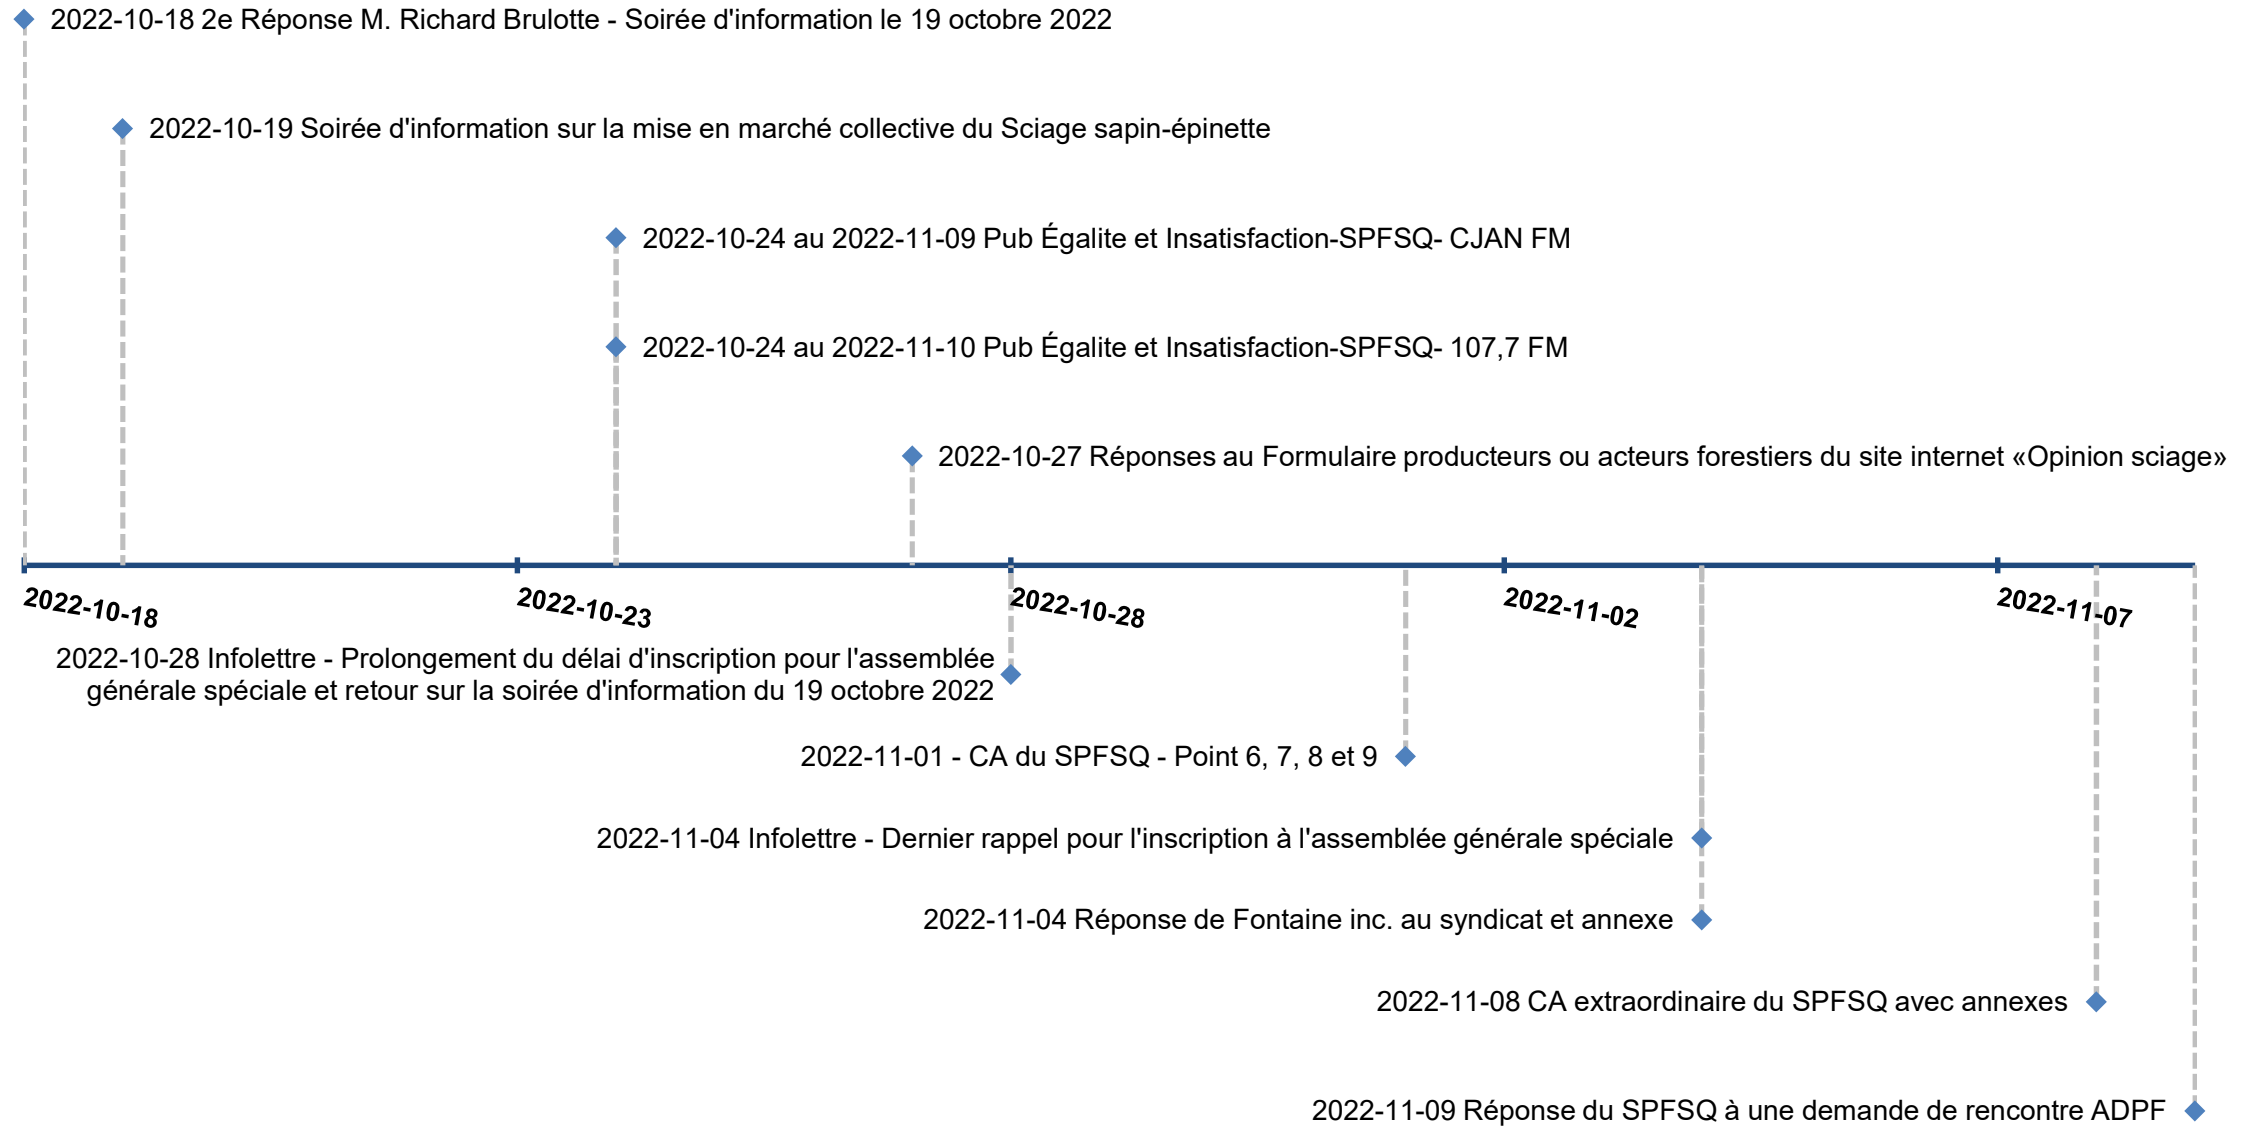 2022-10-18 2e Réponse M. Richard Brulotte - Soirée d'information le 19 octobre 2022
2022-10-19 Soirée d'information sur la mise en marché collective du Sciage sapin-épinette
2022-10-24 au 2022-11-09 Pub Égalite et Insatisfaction-SPFSQ- CJAN FM
2022-10-24 au 2022-11-10 Pub Égalite et Insatisfaction-SPFSQ- 107,7 FM
2022-10-27 Réponses au Formulaire producteurs ou acteurs forestiers du site internet «Opinion sciage»
2022-10-18
2022-10-23
2022-10-28
2022-11-02
2022-11-07
2022-10-28 Infolettre - Prolongement du délai d'inscription pour l'assemblée
générale spéciale et retour sur la soirée d'information du 19 octobre 2022
2022-11-01 - CA du SPFSQ - Point 6, 7, 8 et 9
2022-11-04 Infolettre - Dernier rappel pour l'inscription à l'assemblée générale spéciale
2022-11-04 Réponse de Fontaine inc. au syndicat et annexe
2022-11-08 CA extraordinaire du SPFSQ avec annexes
2022-11-09 Réponse du SPFSQ à une demande de rencontre ADPF